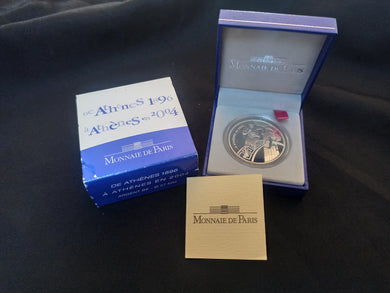 DE AthèneS 1896
à AthèneS en 2004
MONNAIE DE PARIS
DE ATHÈNES 1896
À ATHÈNES EN 2004
MONNAIE DE PARIS
MONNAIE DE PARIS